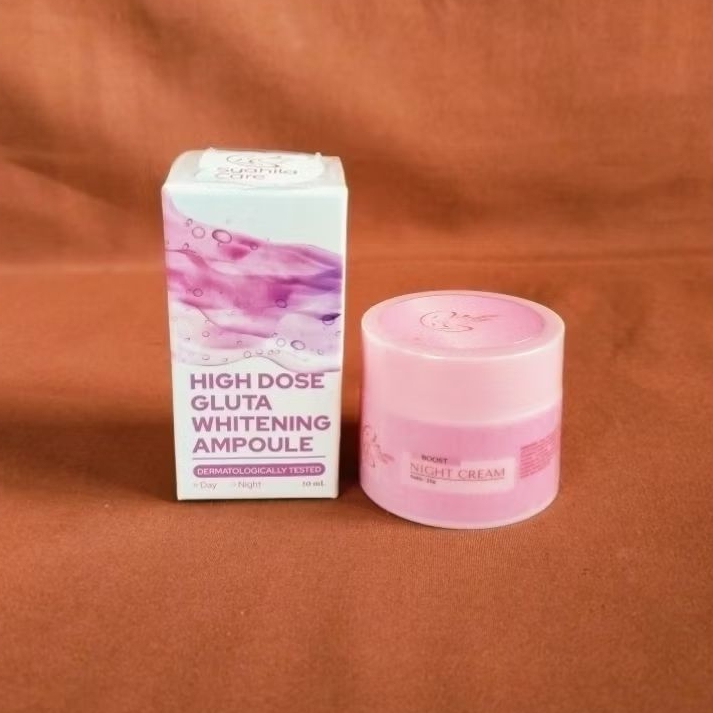 Syahila
Care
HIGH DOSE
GLUTA
WHITENING
AMPOULE
DERMATOLOGICALLY TESTED
Day Night 10 mL
BOOST
NIGHT CREAM